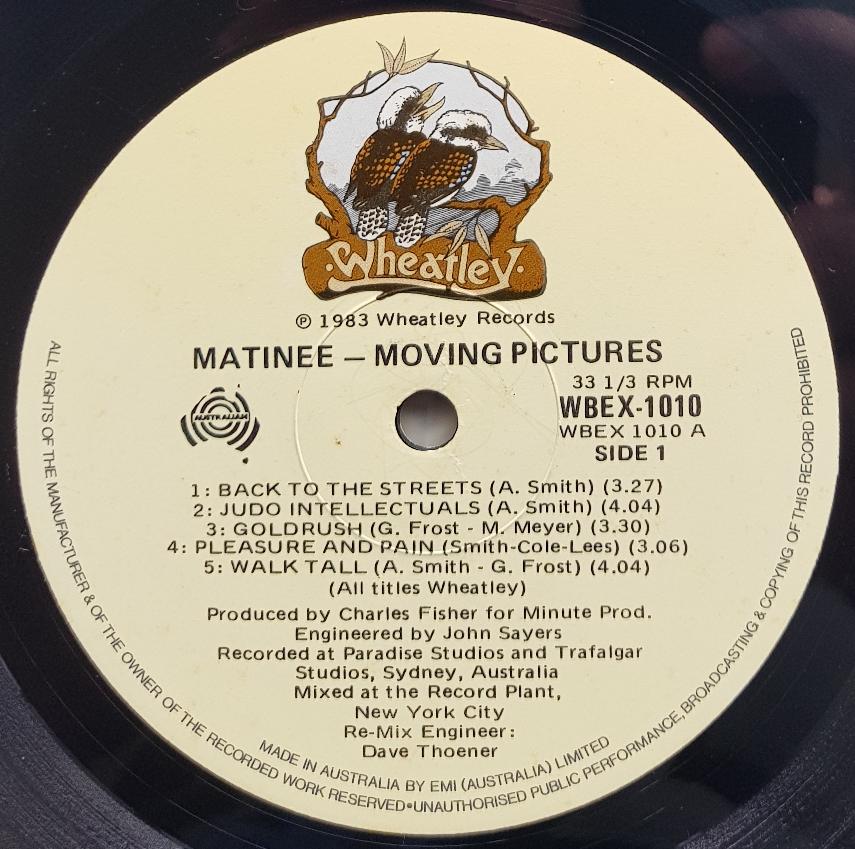 ·Wheatley·
℗ 1983 Wheatley Records
MATINEE – MOVING PICTURES
AUSTRALIAN
33 1/3 RPM
WBEX-1010
WBEX 1010 A
SIDE 1
1: BACK TO THE STREETS (A. Smith) (3.27)
2: JUDO INTELLECTUALS (A. Smith) (4.04)
3: GOLDRUSH (G. Frost - M. Meyer) (3.30)
4: PLEASURE AND PAIN (Smith-Cole-Lees) (3.06)
5: WALK TALL (A. Smith - G. Frost) (4.04)
(All titles Wheatley)
Produced by Charles Fisher for Minute Prod.
Engineered by John Sayers
Recorded at Paradise Studios and Trafalgar
Studios, Sydney, Australia
Mixed at the Record Plant,
New York City
Re-Mix Engineer:
Dave Thoener
MADE IN AUSTRALIA BY EMI (AUSTRALIA) LIMITED
ALL RIGHTS OF THE MANUFACTURER & OF THE OWNER OF THE RECORDED WORK RESERVED•UNAUTHORISED PUBLIC PERFORMANCE, BROADCASTING & COPYING OF THIS RECORD PROHIBITED